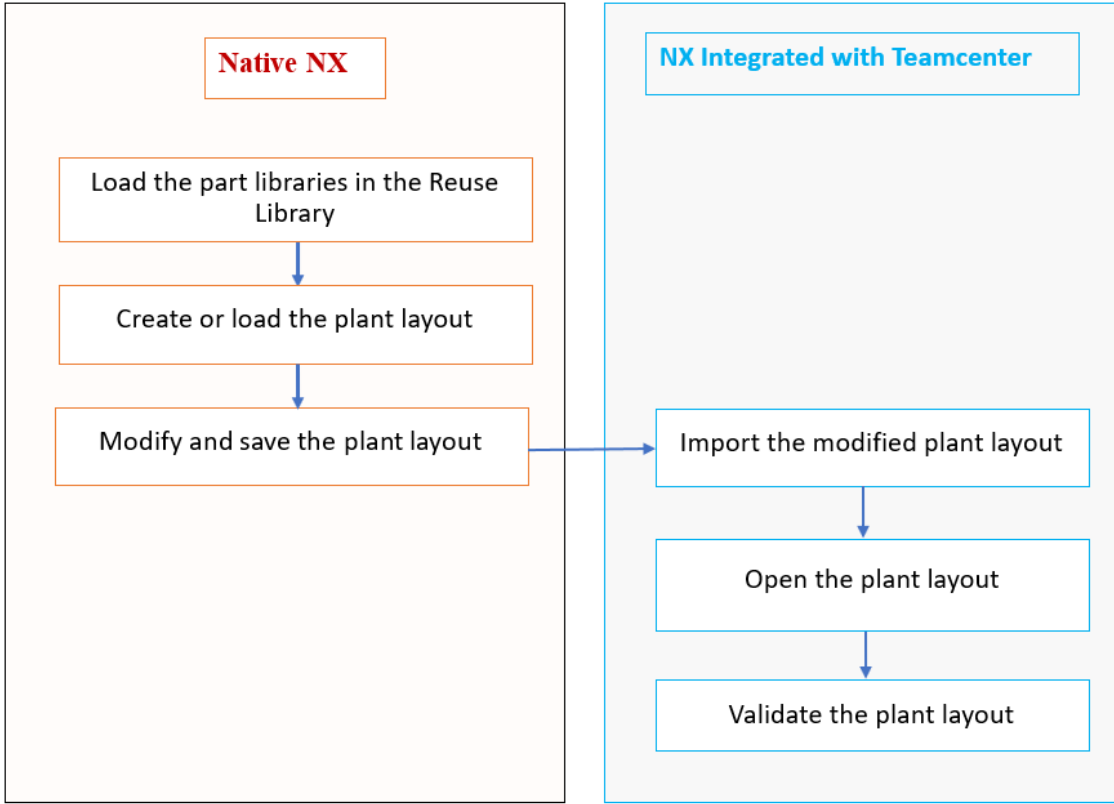 Native NX
Load the part libraries in the Reuse
Library
Create or load the plant layout
Modify and save the plant layout
NX Integrated with Teamcenter
Import the modified plant layout
Open the plant layout
Validate the plant layout